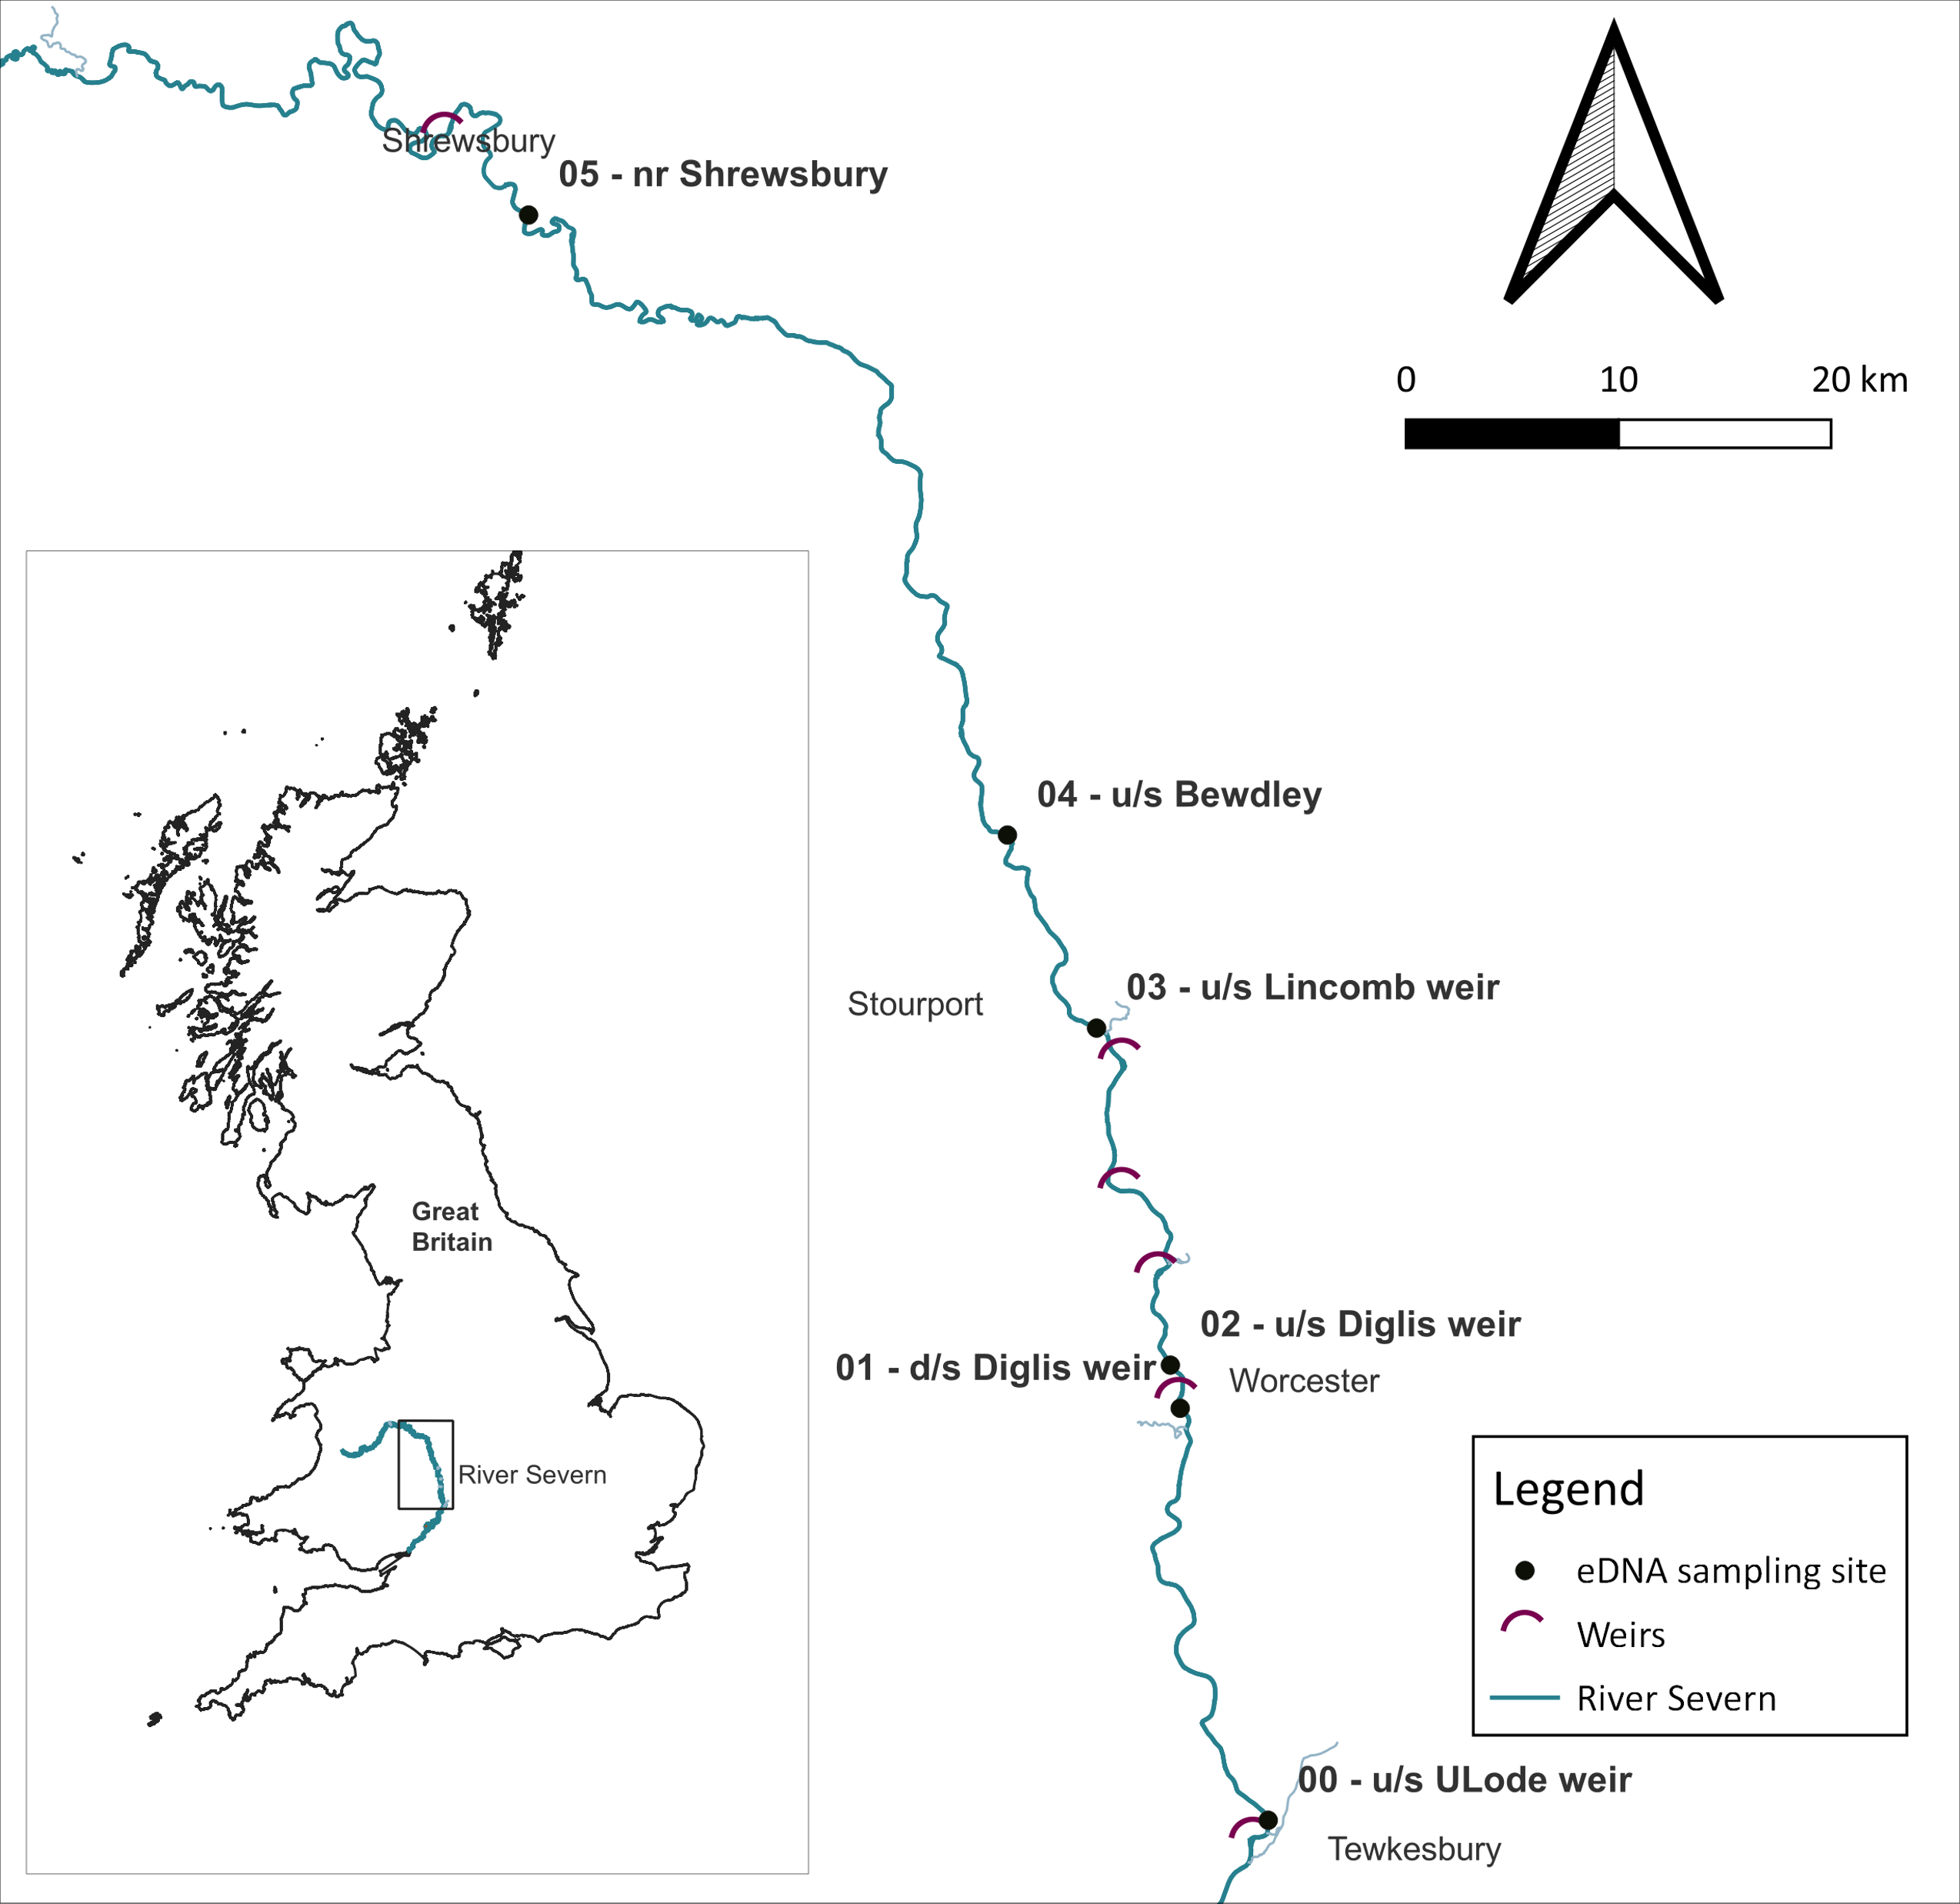 Shrewsbury
05 - nr Shrewsbury
0 10 20 km
04 - u/s Bewdley
03 - u/s Lincomb weir
Stourport
Great
Britain
02 - u/s Diglis weir
01 - d/s Diglis weir
Worcester
River Severn
Legend
eDNA sampling site
Weirs
River Severn
00 - u/s ULode weir
Tewkesbury